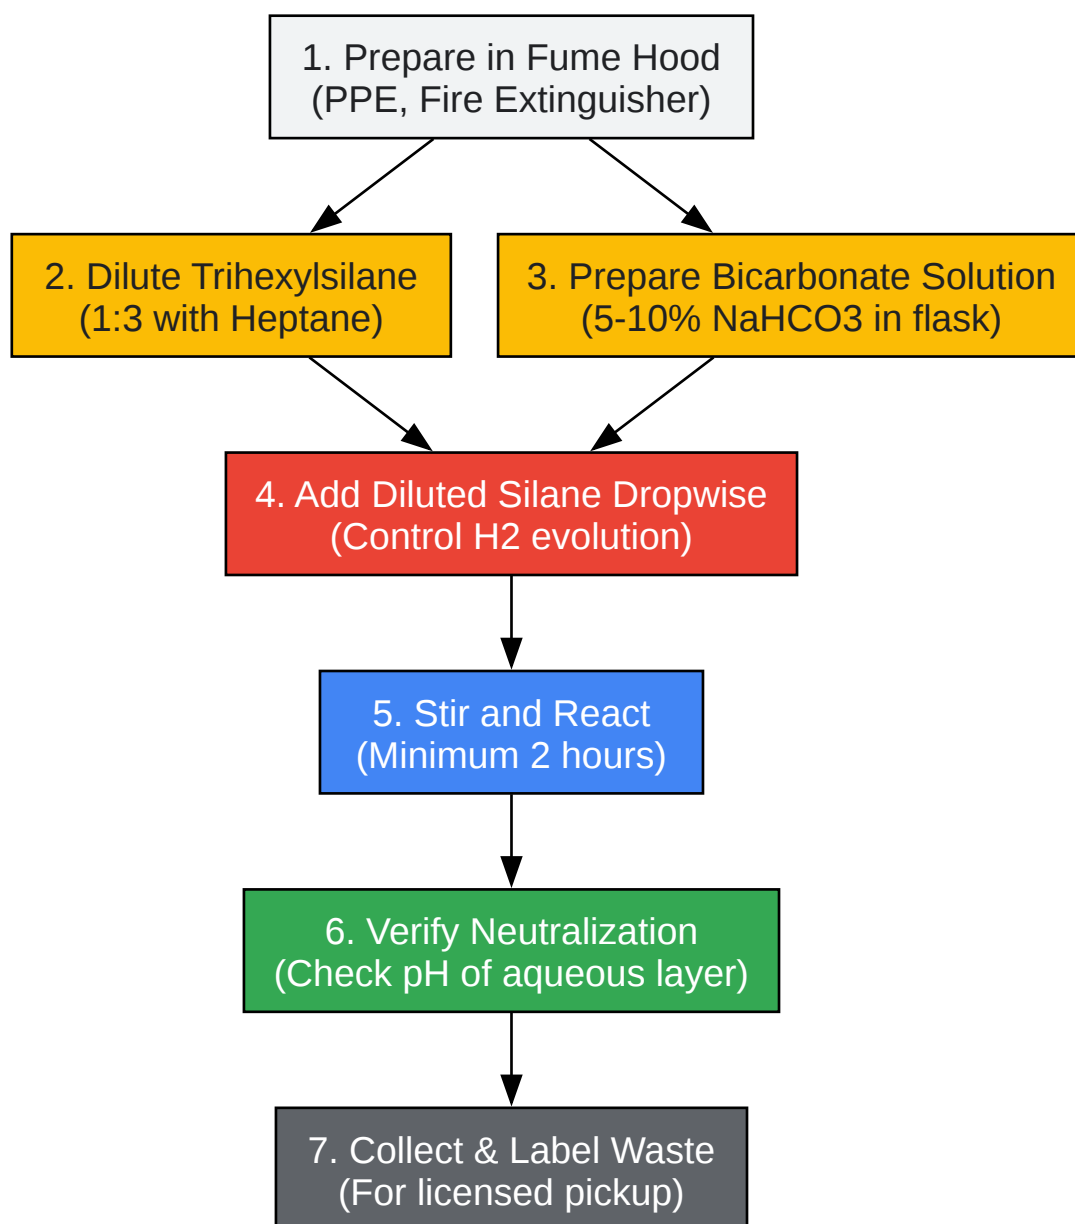 1. Prepare in Fume Hood
(PPE, Fire Extinguisher)
2. Dilute Trihexylsilane
(1:3 with Heptane)
3. Prepare Bicarbonate Solution
(5-10% NaHCO3 in flask)
4. Add Diluted Silane Dropwise
(Control H2 evolution)
5. Stir and React
(Minimum 2 hours)
6. Verify Neutralization
(Check pH of aqueous layer)
7. Collect & Label Waste
(For licensed pickup)